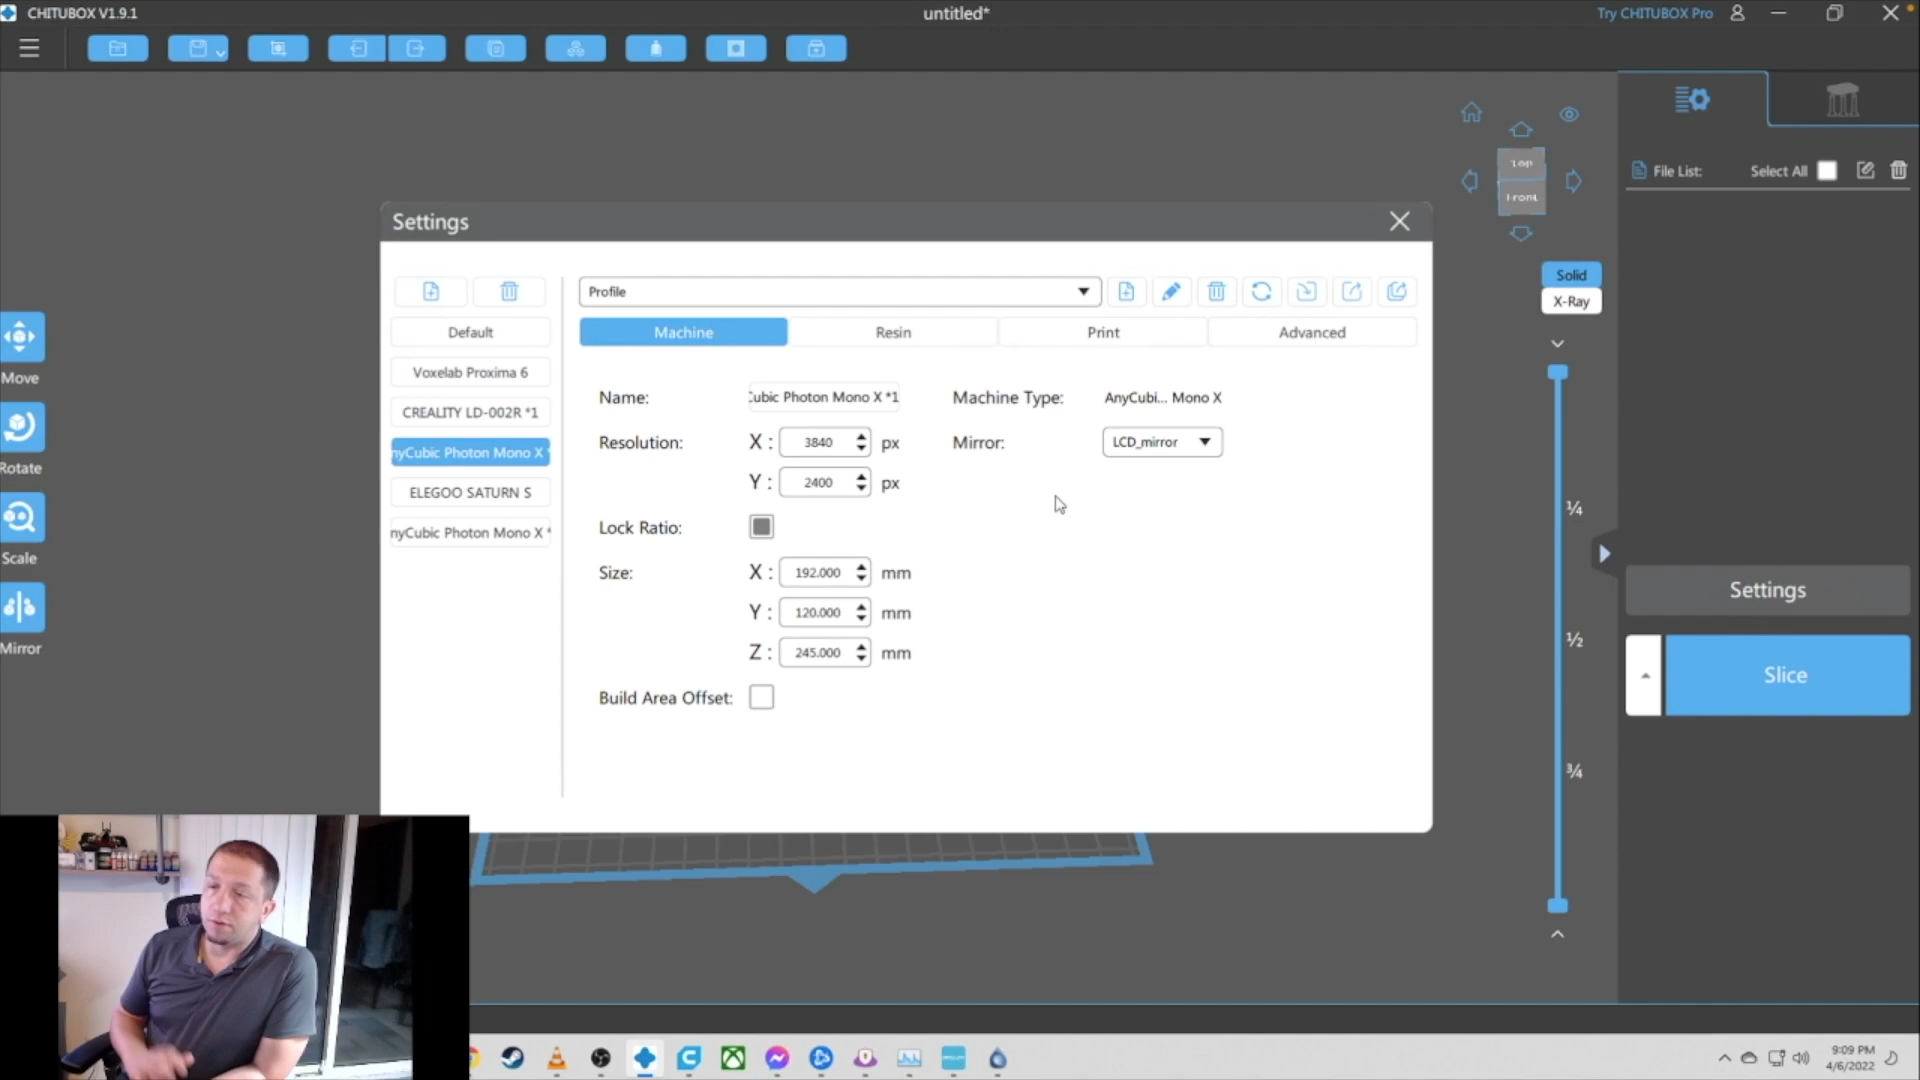 CHITUBOX V1.9.1
untitled*
Try CHITUBOX Pro
Top
Front
File List:
Select All
Settings
Solid
X-Ray
Profile
Default
Machine
Resin
Print
Advanced
Voxelab Proxima 6
Move
CREALITY LD-002R *1
Name:
Cubic Photon Mono X *1
Machine Type:
AnyCubi... Mono X
nyCubic Photon Mono X *
Resolution:
X : 3840 px
Mirror:
LCD_mirror
Rotate
ELEGOO SATURN S
Y : 2400 px
¼
nyCubic Photon Mono X *
Lock Ratio:
Scale
Size:
X : 192.000 mm
Settings
Y : 120.000 mm
½
Mirror
Z : 245.000 mm
Slice
Build Area Offset:
¾
9:09 PM
4/6/2022